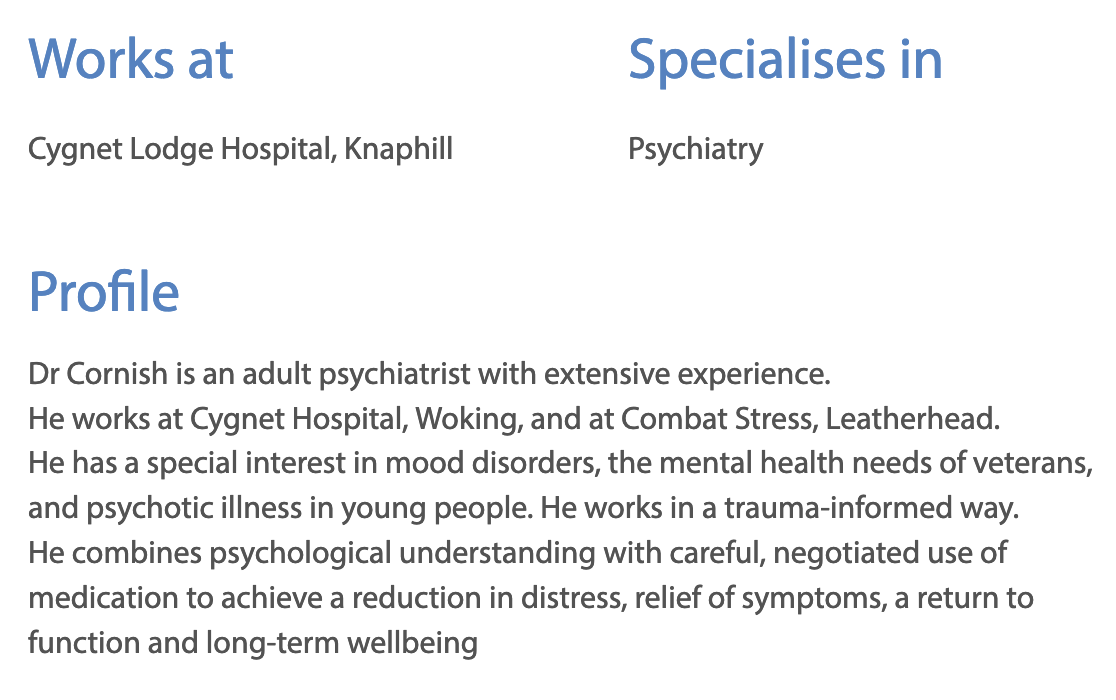 Works at
Specialises in
Cygnet Lodge Hospital, Knaphill
Psychiatry
Profile
Dr Cornish is an adult psychiatrist with extensive experience.
He works at Cygnet Hospital, Woking, and at Combat Stress, Leatherhead.
He has a special interest in mood disorders, the mental health needs of veterans,
and psychotic illness in young people. He works in a trauma-informed way.
He combines psychological understanding with careful, negotiated use of
medication to achieve a reduction in distress, relief of symptoms, a return to
function and long-term wellbeing